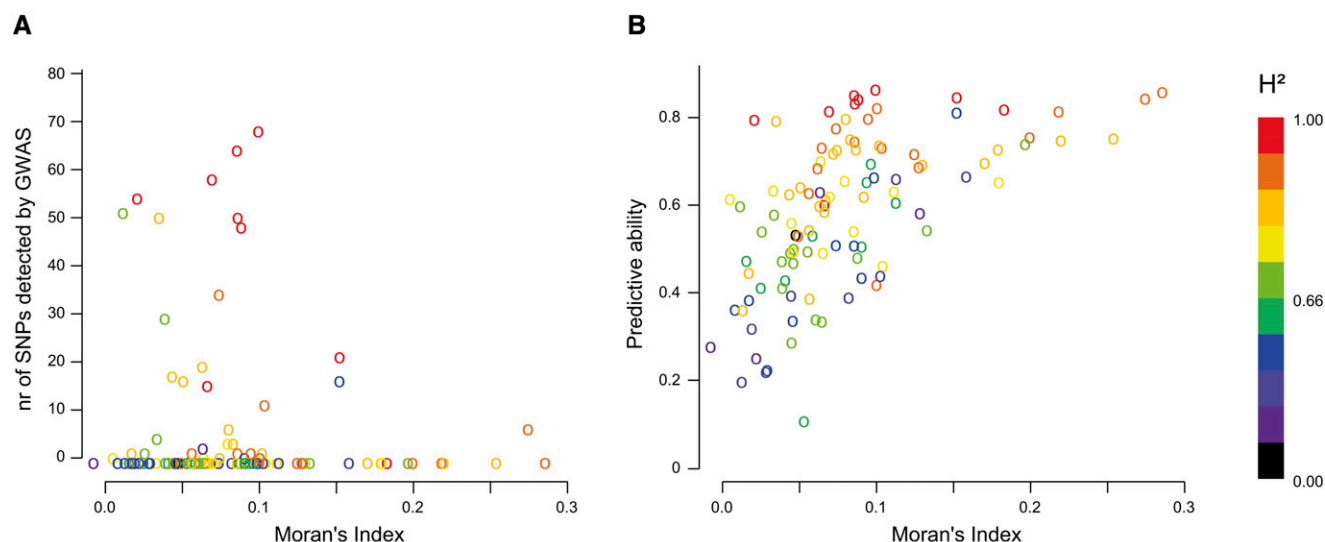 A
nr of SNPs detected by GWAS
80
70
60
50
40
30
20
10
0
0.0 0.1 0.2 0.3
Moran's Index
B
Predictive ability
0.8
0.6
0.4
0.2
0
0.0 0.1 0.2 0.3
Moran's Index
H²
1.00
0.66
0.00